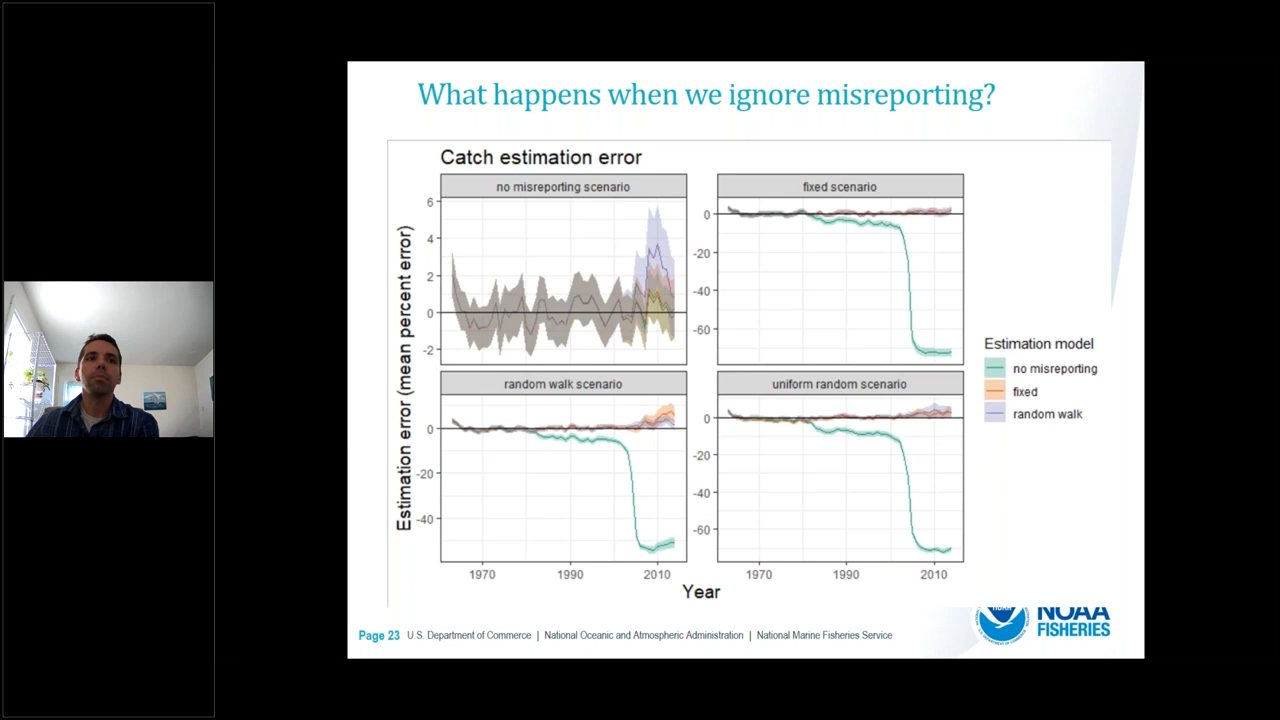 What happens when we ignore misreporting?
Catch estimation error
no misreporting scenario
fixed scenario
6
4
2
0
-2
0
-20
-40
-60
random walk scenario
uniform random scenario
0
-20
-40
0
-20
-40
-60
1970
1990
2010
1970
1990
2010
Estimation error (mean percent error)
Year
Estimation model
no misreporting
fixed
random walk
Page 23 U.S. Department of Commerce | National Oceanic and Atmospheric Administration | National Marine Fisheries Service
NOAA
FISHERIES